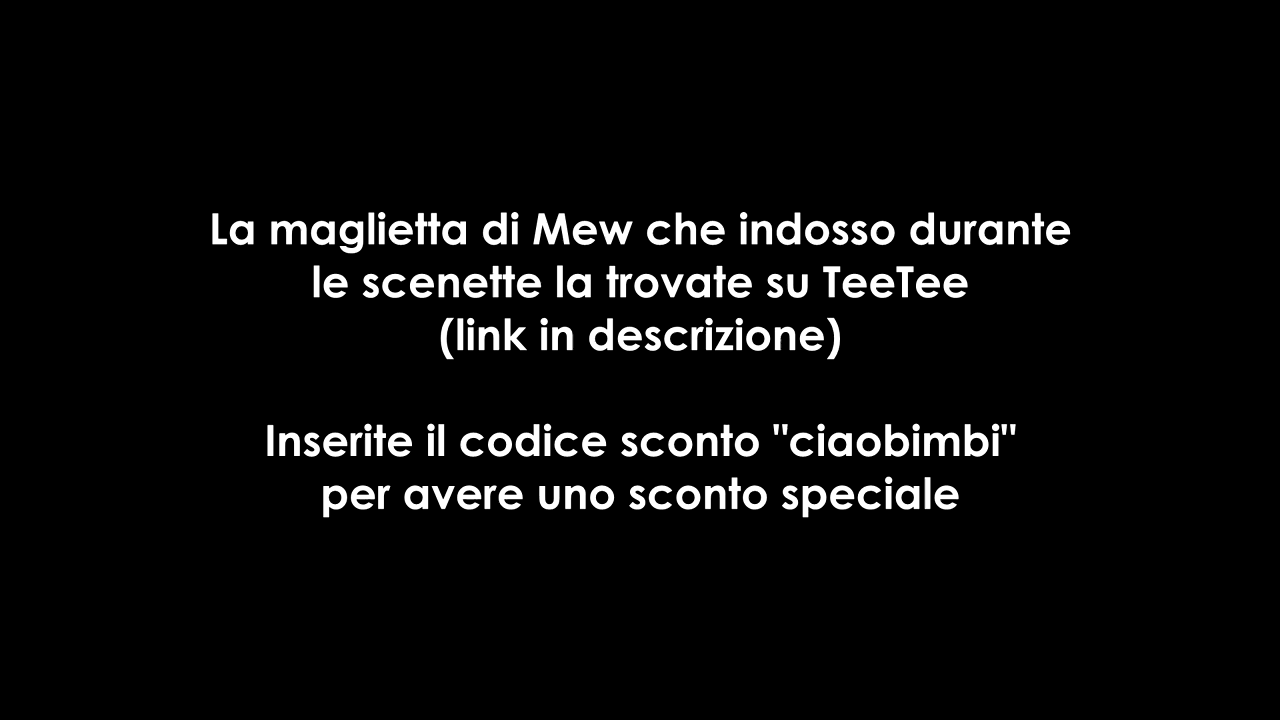 La maglietta di Mew che indosso durante
le scenette la trovate su TeeTee
(link in descrizione)
Inserite il codice sconto "ciaobimbi"
per avere uno sconto speciale